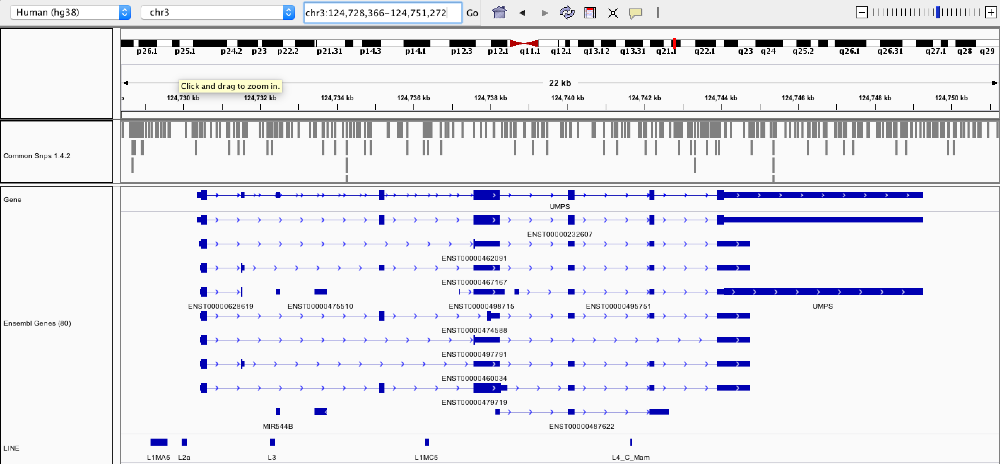 Human (hg38) chr3 chr3:124,728,366-124,751,272 Go
p26.1 p25.1 p24.2 p23 p22.2 p21.31 p14.3 p14.1 p12.3 p12.1 q11.1 q12.1 q13.12 q13.31 q21.1 q22.1 q23 q24 q25.2 q26.1 q26.31 q27.1 q28 q29
22 kb
Click and drag to zoom in.
124,730 kb 124,732 kb 124,734 kb 124,736 kb 124,738 kb 124,740 kb 124,742 kb 124,744 kb 124,746 kb 124,748 kb 124,750 kb
Common Snps 1.4.2
Gene
UMPS
ENST00000232607
ENST00000462091
ENST00000467167
ENST00000628619 ENST00000475510 ENST00000498715 ENST00000495751 UMPS
Ensembl Genes (80)
ENST00000474588
ENST00000497791
ENST00000460034
ENST00000479719
MIR544B ENST00000487622
LINE
L1MA5 L2a L3 L1MC5 L4_C_Mam